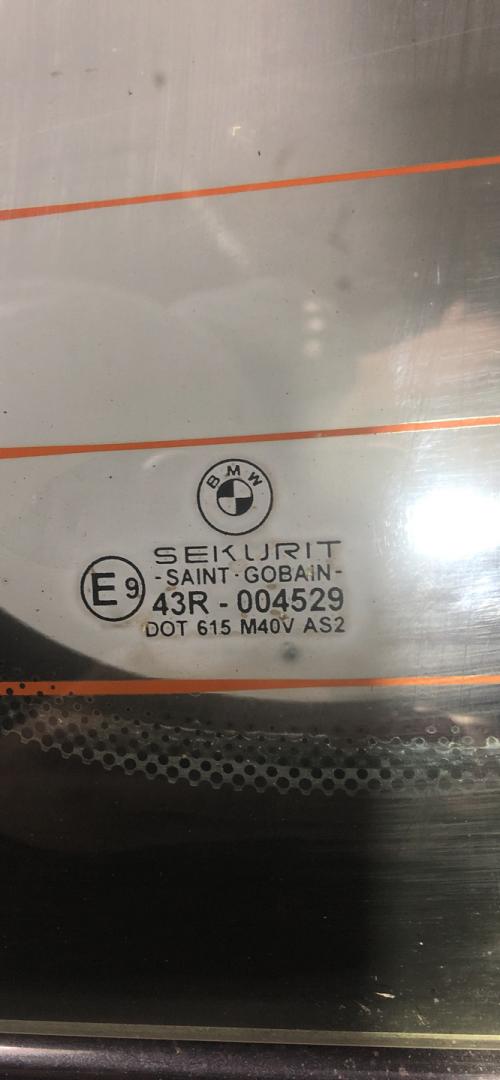 BMW
SEKURIT
-SAINT-GOBAIN-
E9
43R - 004529
DOT 615 M40V AS2